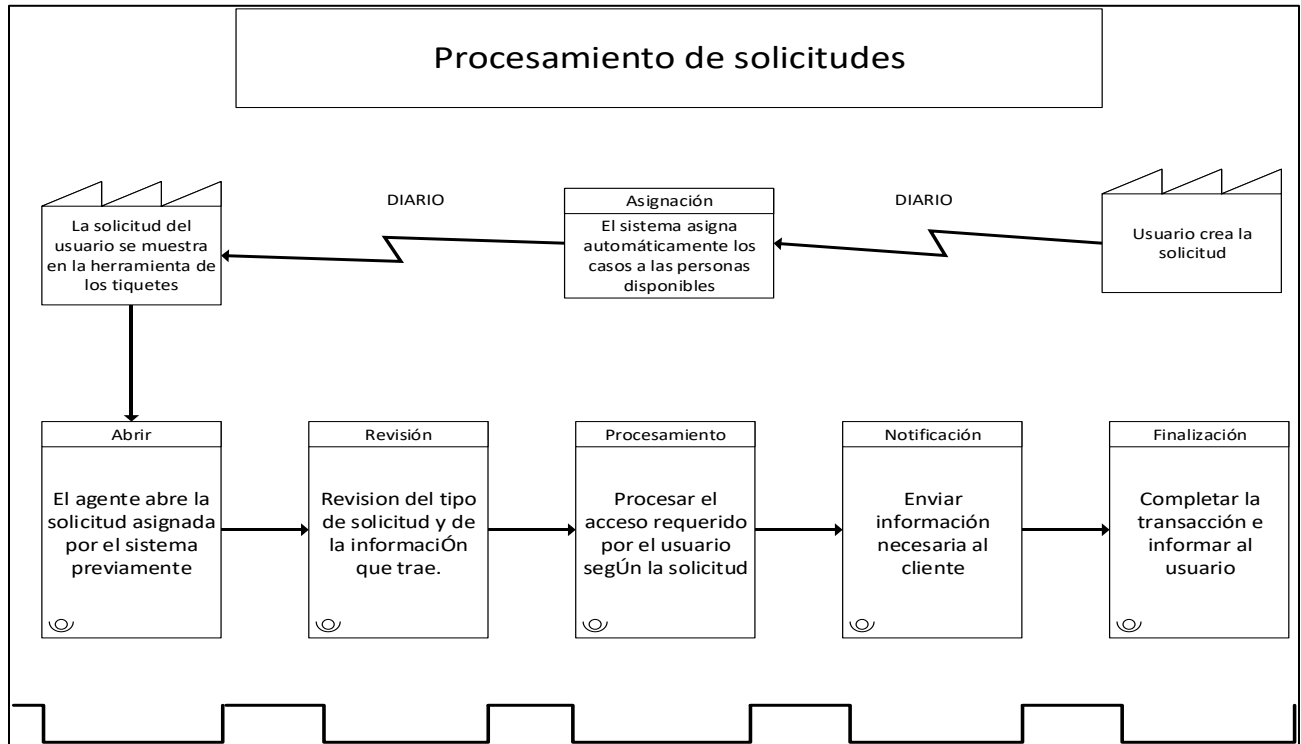 Procesamiento de solicitudes
La solicitud del
usuario se muestra
en la herramienta de
los tiquetes
DIARIO
Asignación
El sistema asigna
automáticamente los
casos a las personas
disponibles
DIARIO
Usuario crea la
solicitud
Abrir
El agente abre la
solicitud asignada
por el sistema
previamente
Revisión
Revision del tipo
de solicitud y de
la informaciÓn
que trae.
Procesamiento
Procesar el
acceso requerido
por el usuario
segÚn la solicitud
Notificación
Enviar
información
necesaria al
cliente
Finalización
Completar la
transacción e
informar al
usuario